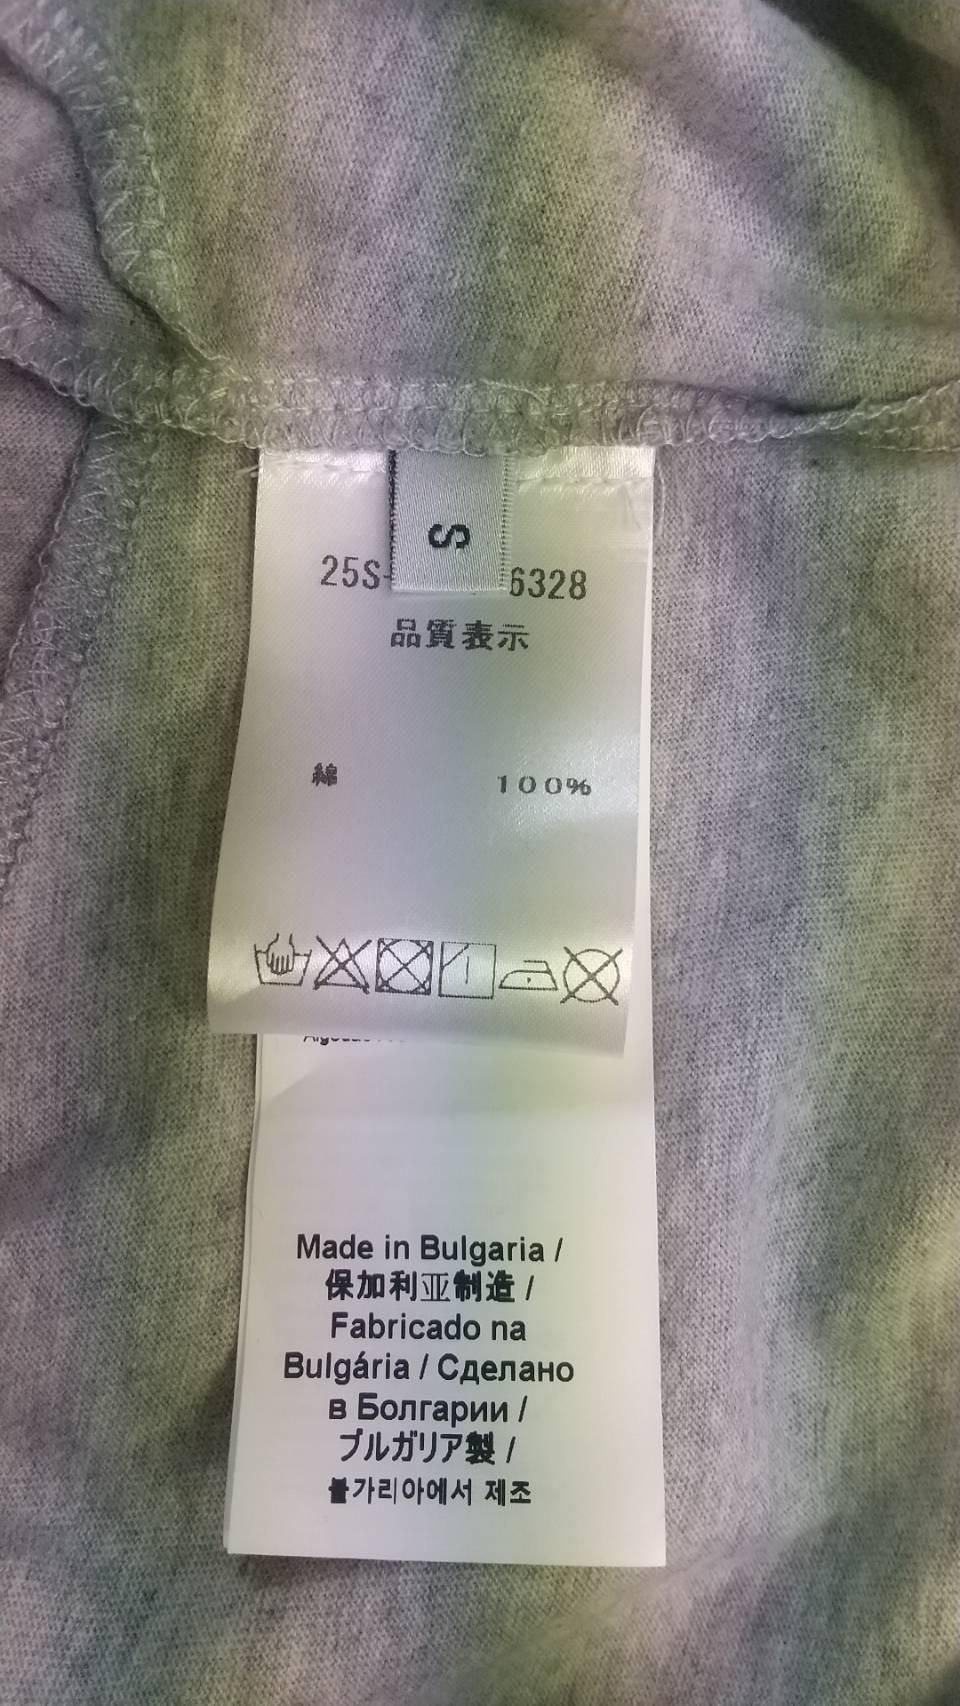 S
25S- 6328
品質表示
綿 100%
Made in Bulgaria /
保加利亚制造 /
Fabricado na
Bulgária / Сделано
в Болгарии /
ブルガリア製 /
불가리아에서 제조